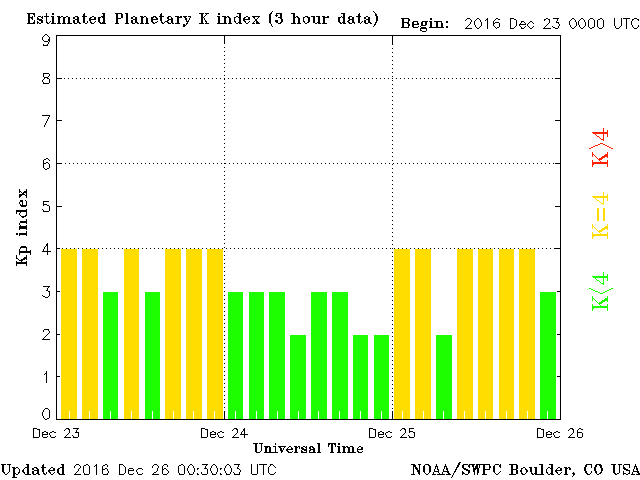 Estimated Planetary K index (3 hour data) Begin: 2016 Dec 23 0000 UTC
9
8
7
6
5
4
3
2
1
0
Kp index
K>4
K=4
K<4
Dec 23 Dec 24 Dec 25 Dec 26
Universal Time
Updated 2016 Dec 26 00:30:03 UTC NOAA/SWPC Boulder, CO USA